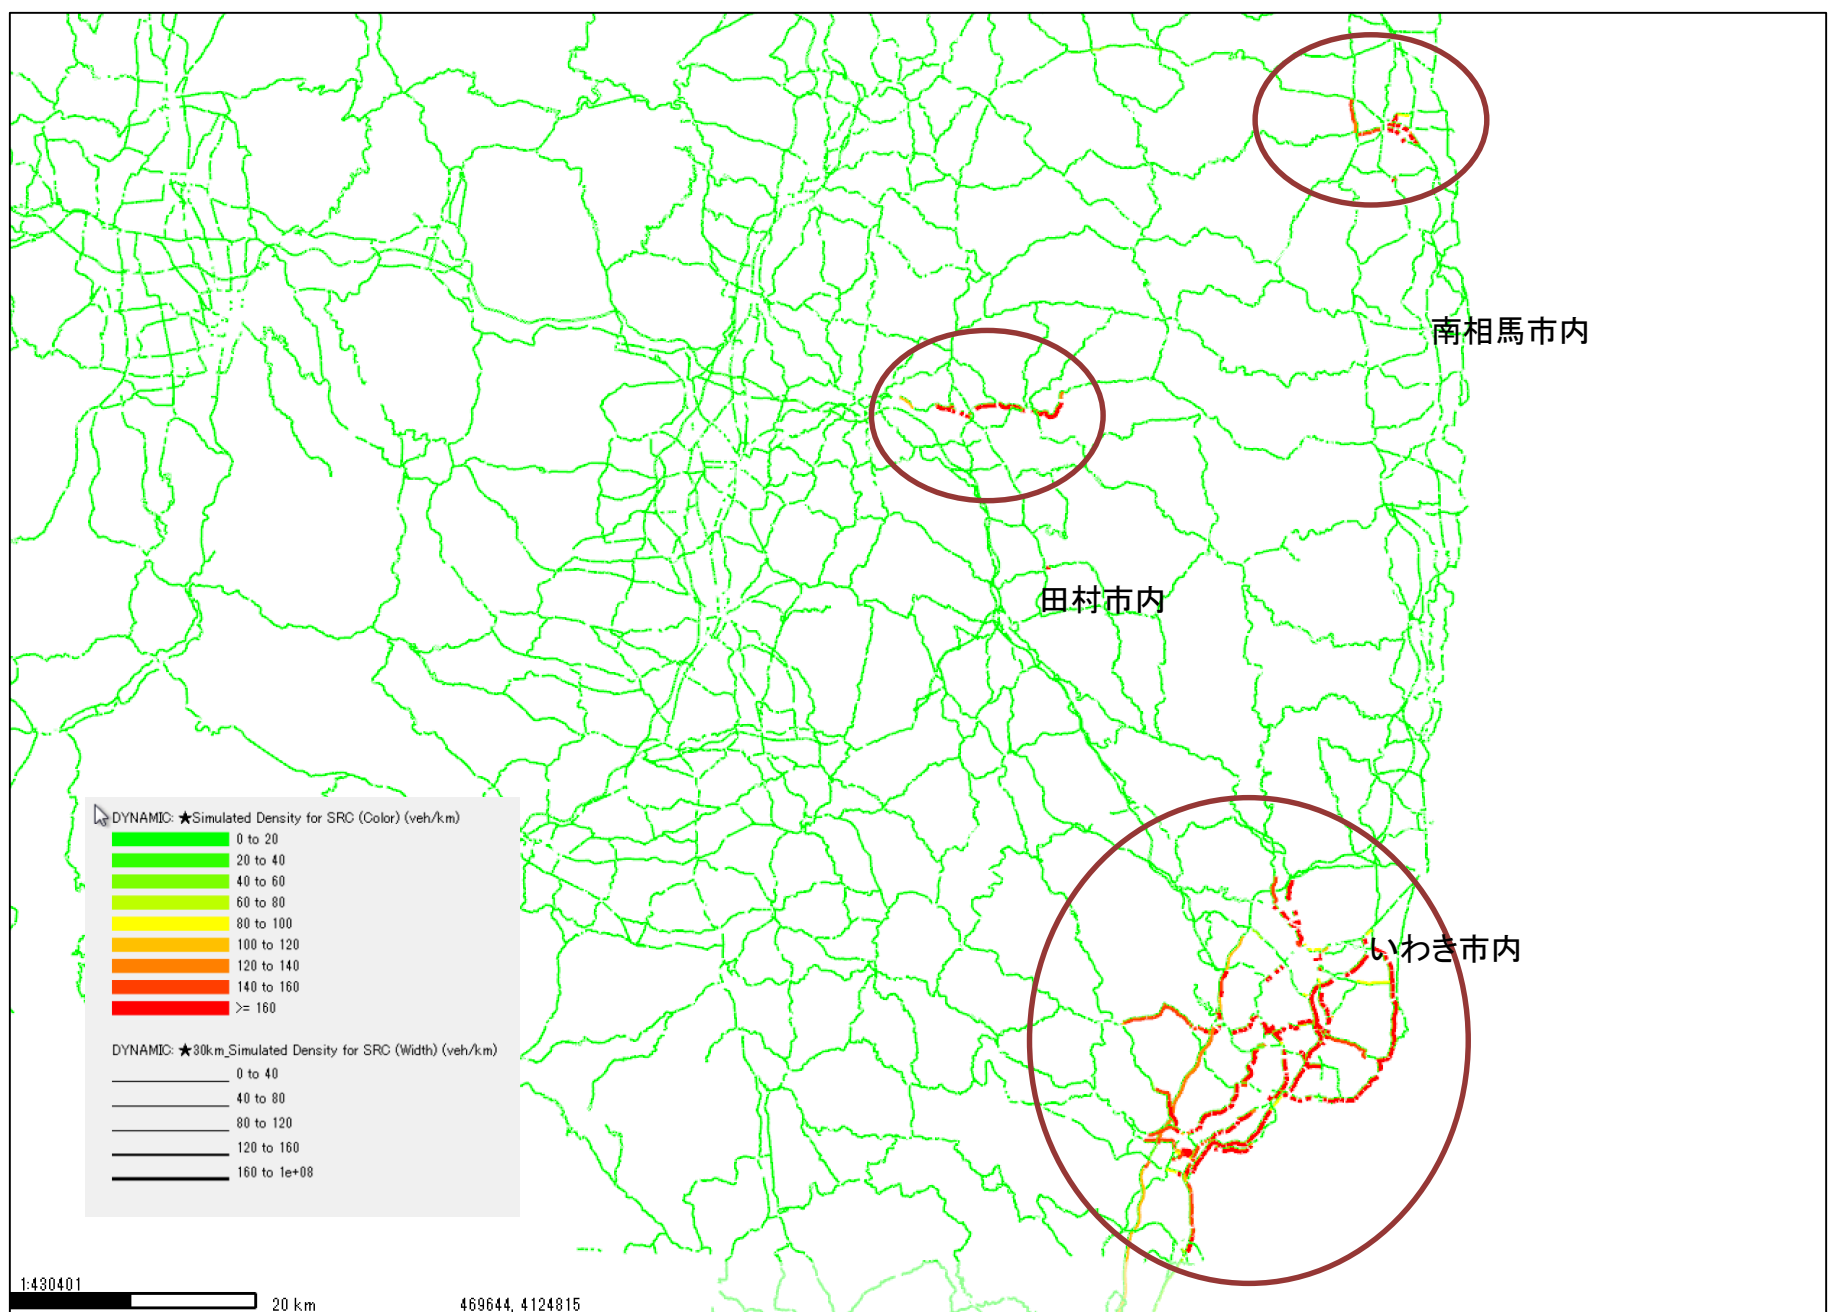 南相馬市内
田村市内
いわき市内
DYNAMIC: ★Simulated Density for SRC (Color) (veh/km)
0 to 20
20 to 40
40 to 60
60 to 80
80 to 100
100 to 120
120 to 140
140 to 160
>= 160
DYNAMIC: ★30km_Simulated Density for SRC (Width) (veh/km)
0 to 40
40 to 80
80 to 120
120 to 160
160 to 1e+08
1:430401
20 km
469644, 4124815